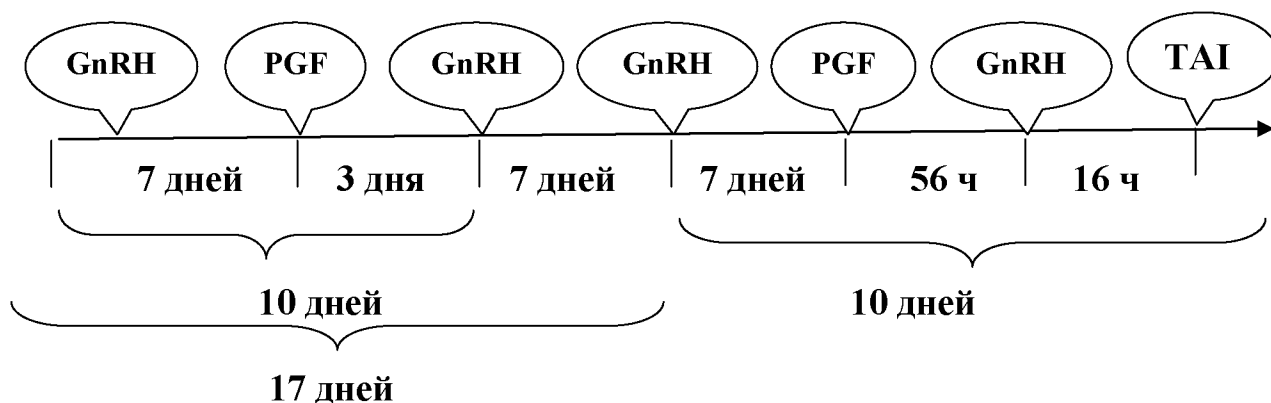 GnRH PGF GnRH GnRH PGF GnRH TAI
7 дней 3 дня 7 дней 7 дней 56 ч 16 ч
10 дней 10 дней
17 дней